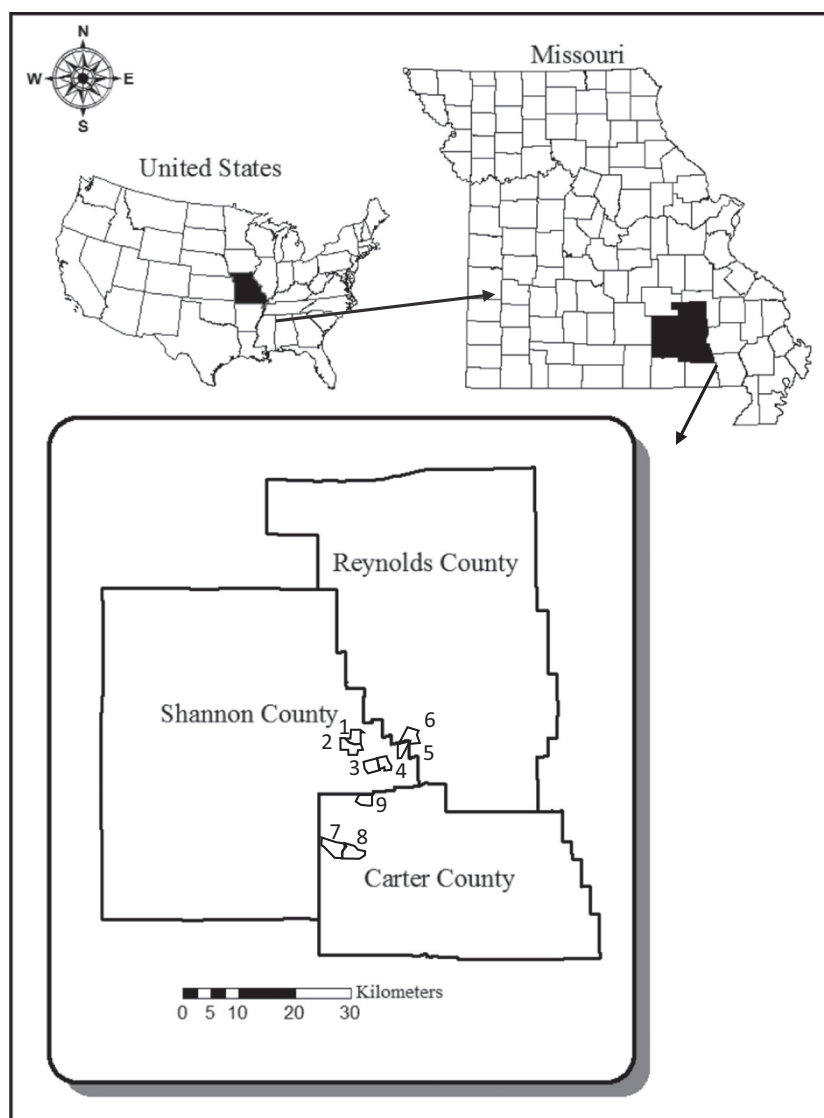 N
W
E
S
Missouri
United States
Reynolds County
Shannon County
1
6
2
5
3
4
9
7
8
Carter County
Kilometers
0 5 10 20 30